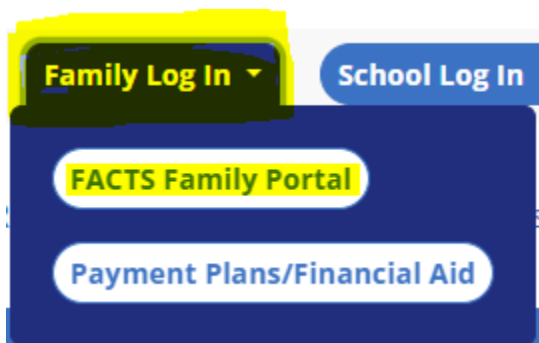 Family Log In
School Log In
FACTS Family Portal
Payment Plans/Financial Aid